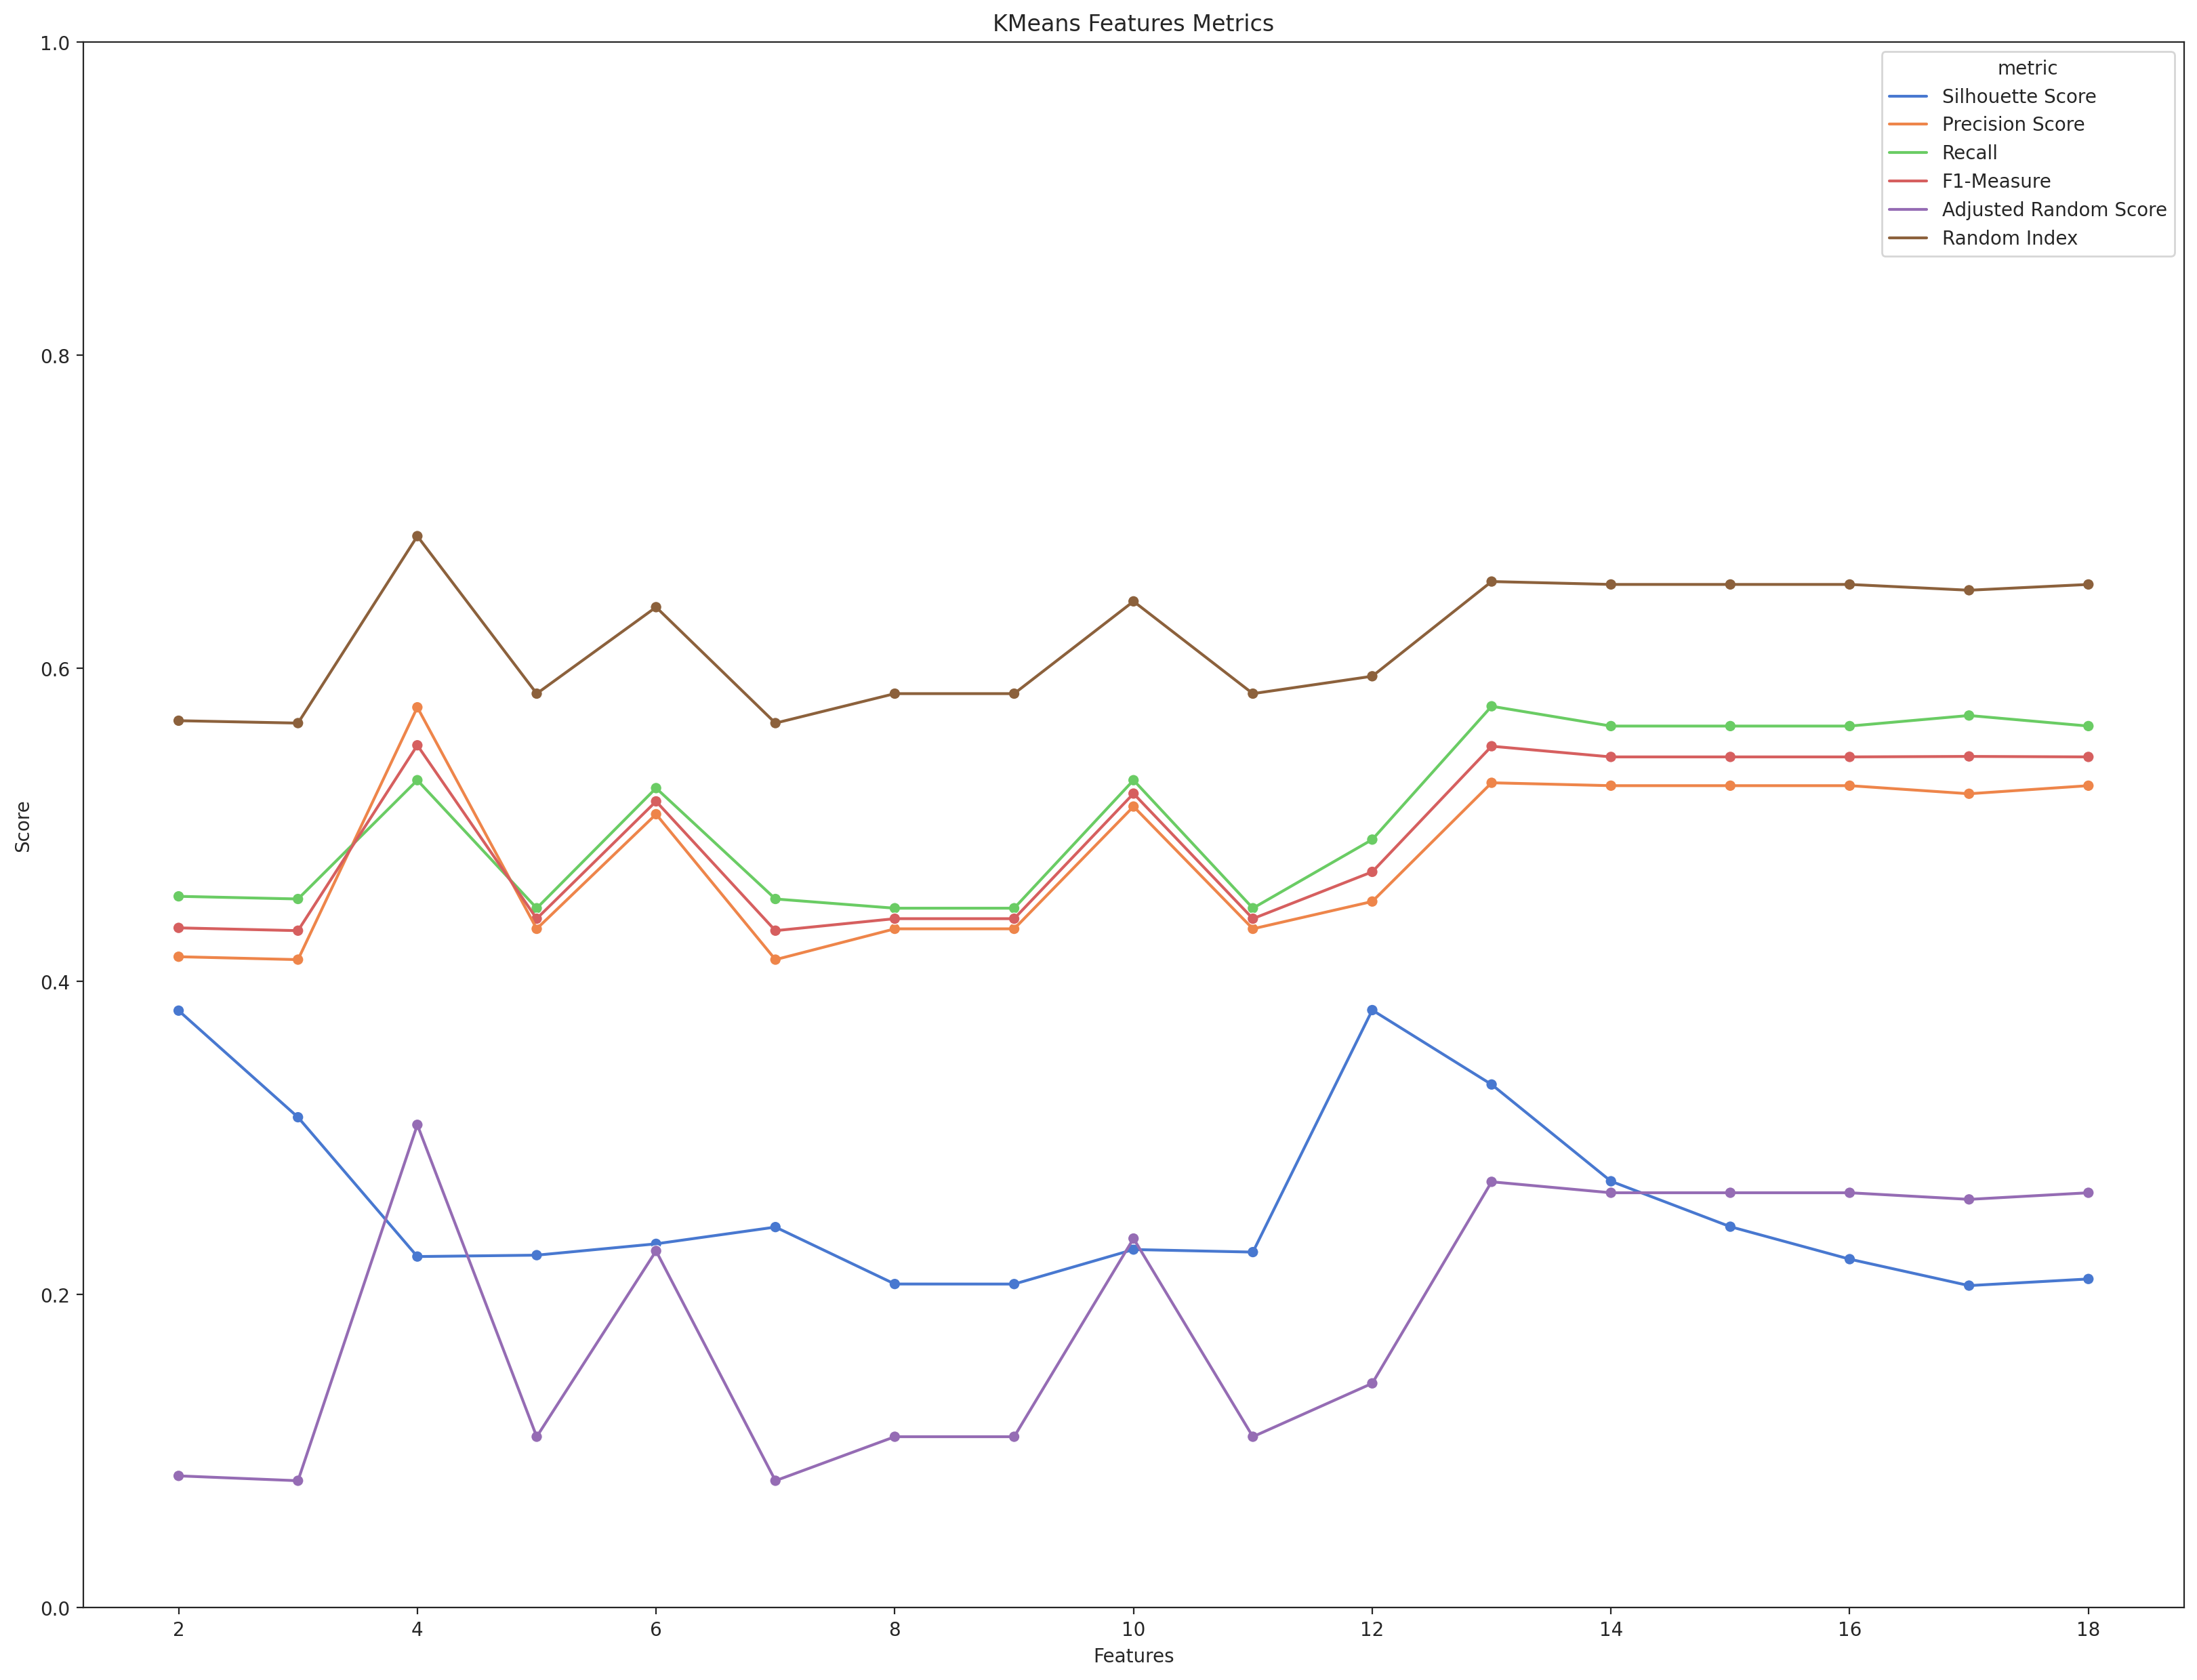 KMeans Features Metrics
1.0
0.8
0.6
0.4
0.2
0.0
Score
metric
Silhouette Score
Precision Score
Recall
F1-Measure
Adjusted Random Score
Random Index
2 4 6 8 10 12 14 16 18
Features